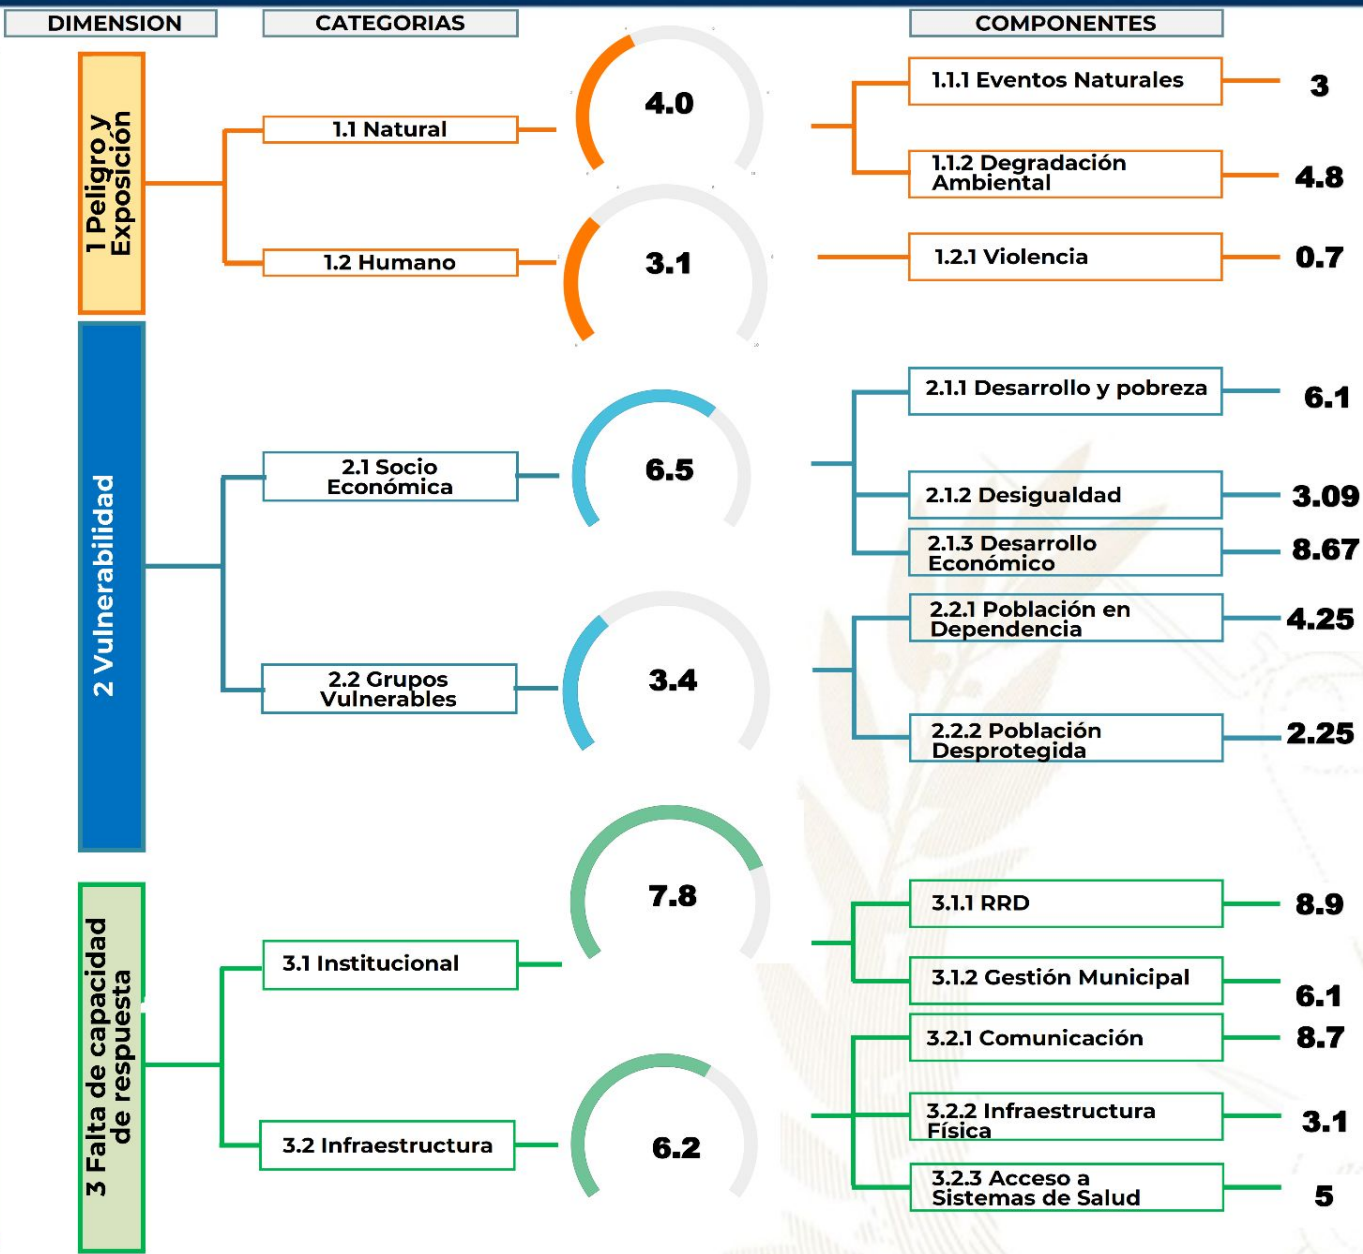 DIMENSION
CATEGORIAS
COMPONENTES
1 Peligro y
Exposición
1.1 Natural
4.0
1.1.1 Eventos Naturales
3
1.1.2 Degradación
Ambiental
4.8
1.2 Humano
3.1
1.2.1 Violencia
0.7
2 Vulnerabilidad
2.1 Socio
Económica
6.5
2.1.1 Desarrollo y pobreza
6.1
2.1.2 Desigualdad
3.09
2.1.3 Desarrollo
Económico
8.67
2.2 Grupos
Vulnerables
3.4
2.2.1 Población en
Dependencia
4.25
2.2.2 Población
Desprotegida
2.25
3 Falta de capacidad
de respuesta
3.1 Institucional
7.8
3.1.1 RRD
8.9
3.1.2 Gestión Municipal
6.1
3.2 Infraestructura
6.2
3.2.1 Comunicación
8.7
3.2.2 Infraestructura
Física
3.1
3.2.3 Acceso a
Sistemas de Salud
5